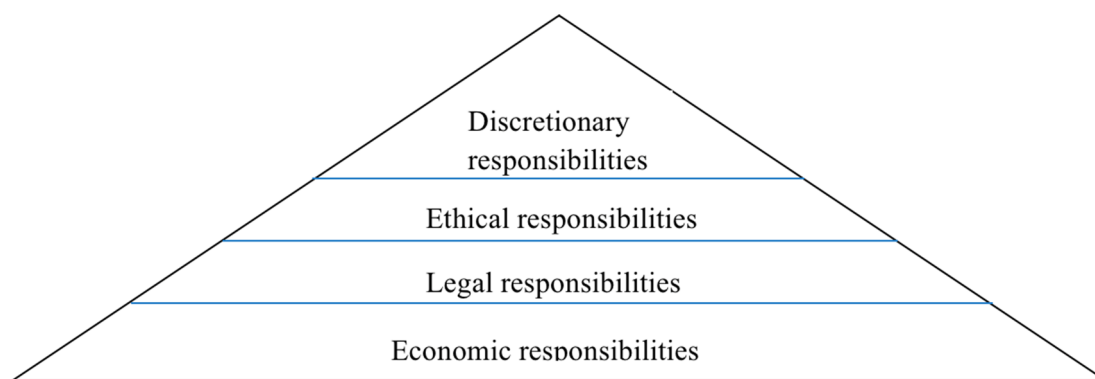 Discretionary
responsibilities
Ethical responsibilities
Legal responsibilities
Economic responsibilities